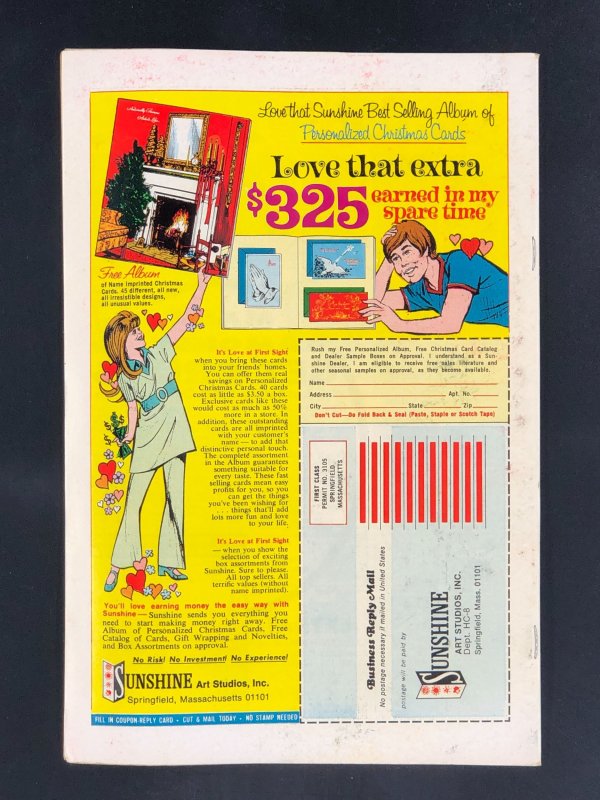 Naturally Yours
Artist Life...
Love that Sunshine Best Selling Album of
Personalized Christmas Cards
Love that extra
$325 earned in my
spare time
Free Album
of Name Imprinted Christmas
Cards. 45 different, all new,
all irresistible designs,
all unusual values.
It's Love at First Sight
when you bring these cards
into your friends' homes.
You can offer them real
savings on Personalized
Christmas Cards. 40 cards
cost as little as $3.50 a box.
Exclusive cards like these
would cost as much as 50%
more in a store. In
addition, these outstanding
cards are all imprinted
with your customer's
name — to add that
distinctive personal touch.
The complete assortment
in the Album guarantees
something suitable for
every taste. These fast
selling cards mean easy
profits for you, so you
can get the things
you've been wishing for
. . . things that'll add
lots more fun and love
to your life.
It's Love at First Sight
— when you show the
selection of exciting
box assortments from
Sunshine. Sure to please.
All top sellers. All
terrific values (without
name imprinted).
You'll love earning money the easy way with
Sunshine — Sunshine sends you everything you
need to start making money right away. Free
Album of Personalized Christmas Cards, Free
Catalog of Cards, Gift Wrapping and Novelties,
and Box Assortments on approval.
No Risk! No Investment! No Experience!
SUNSHINE Art Studios, Inc.
Springfield, Massachusetts 01101
FILL IN COUPON-REPLY CARD - CUT & MAIL TODAY - NO STAMP NEEDED
Rush my Free Personalized Album, Free Christmas Card Catalog
and Dealer Sample Boxes on Approval. I understand as a Sun-
shine Dealer, I am eligible to receive free sales literature and
other seasonal samples on approval, as they become available.
Name
Address Apt. No.
City State Zip
Don't Cut—Do Fold Back & Seal (Paste, Staple or Scotch Tape)
FIRST CLASS
PERMIT NO. 3105
SPRINGFIELD
MASSACHUSETTS
Business Reply Mail
No postage necessary if mailed in United States
postage will be paid by
SUNSHINE
ART STUDIOS, INC.
Dept. HC-8
Springfield, Mass. 01101